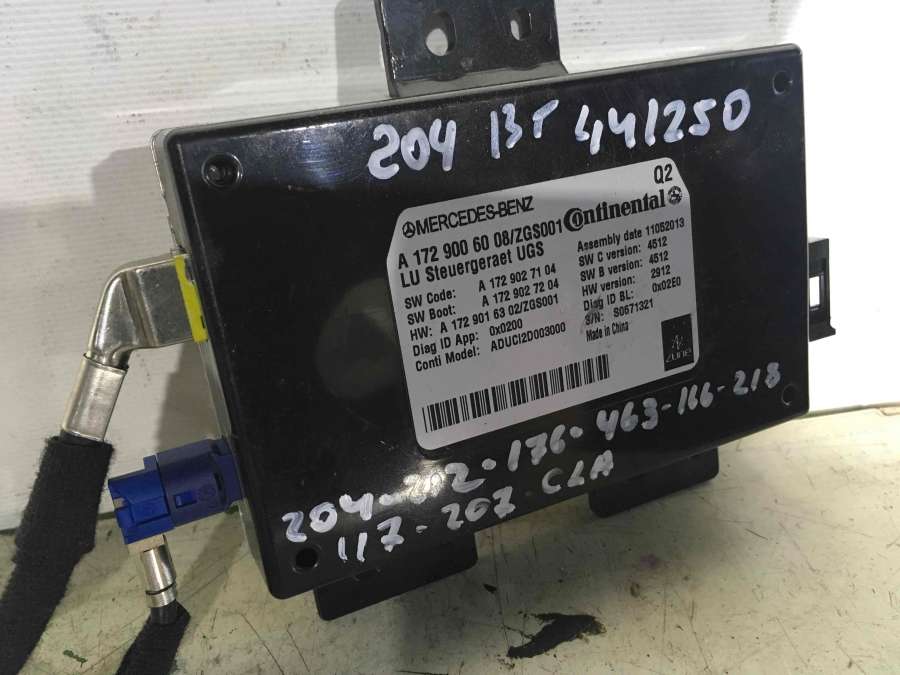 204 BT 441250
Q2
MERCEDES-BENZ Continental
A 172 900 60 08/ZGS001
LU Steuergeraet UGS
SW Code: A 172 902 71 04
SW Boot: A 172 902 72 04
HW: A 172 901 63 02/ZGS001
Diag ID App: 0x0200
Conti Model: ADUCI2D003000
Assembly date 11052013
SW C version: 4512
SW B version: 4512
HW version: 2912
Diag ID BL: 0x02E0
S/N: S0671321
Made in China
zune
204-212-176-463-166-218
117-207-CLA